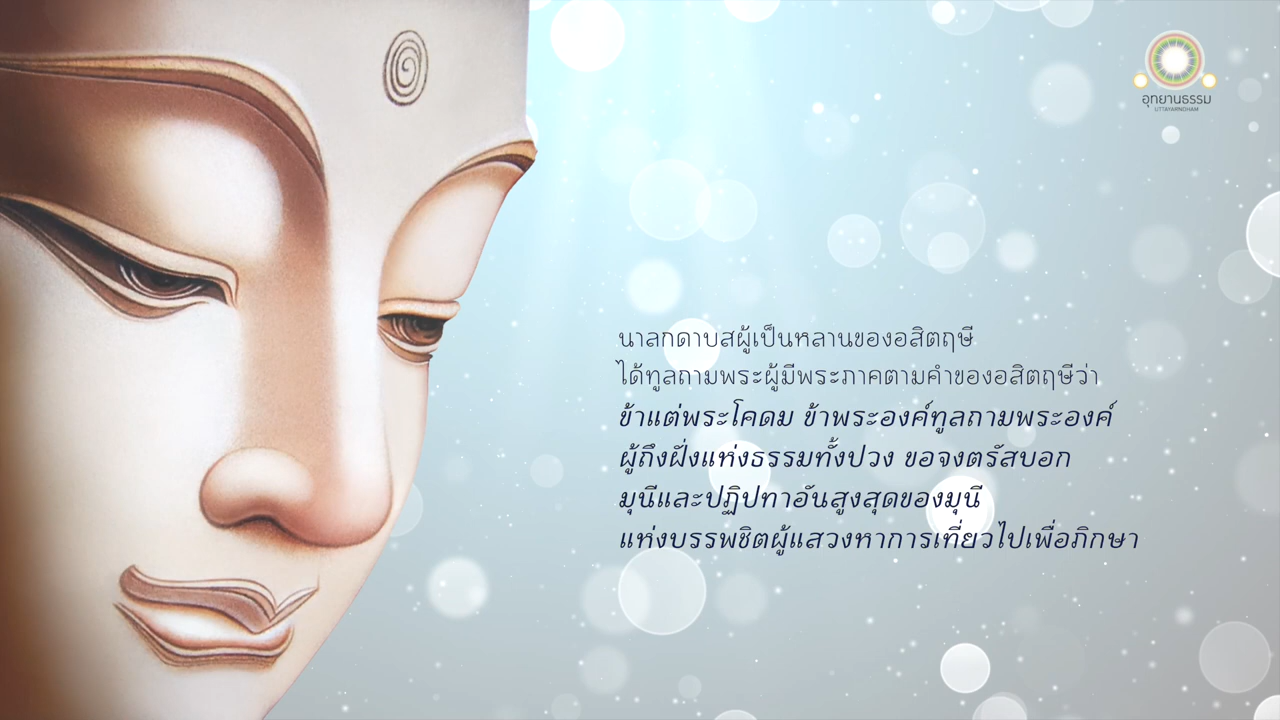 อุทยานธรรม
UTTAYARNDHAM
นาลกดาบสผู้เป็นหลานของอสิตฤษี
ได้ทูลถามพระผู้มีพระภาคตามคำของอสิตฤษีว่า
ข้าแต่พระโคดม ข้าพระองค์ทูลถามพระองค์
ผู้ถึงฝั่งแห่งธรรมทั้งปวง ขอจงตรัสบอก
มุนีและปฏิปทาอันสูงสุดของมุนี
แห่งบรรพชิตผู้แสวงหาการเที่ยวไปเพื่อภิกษา